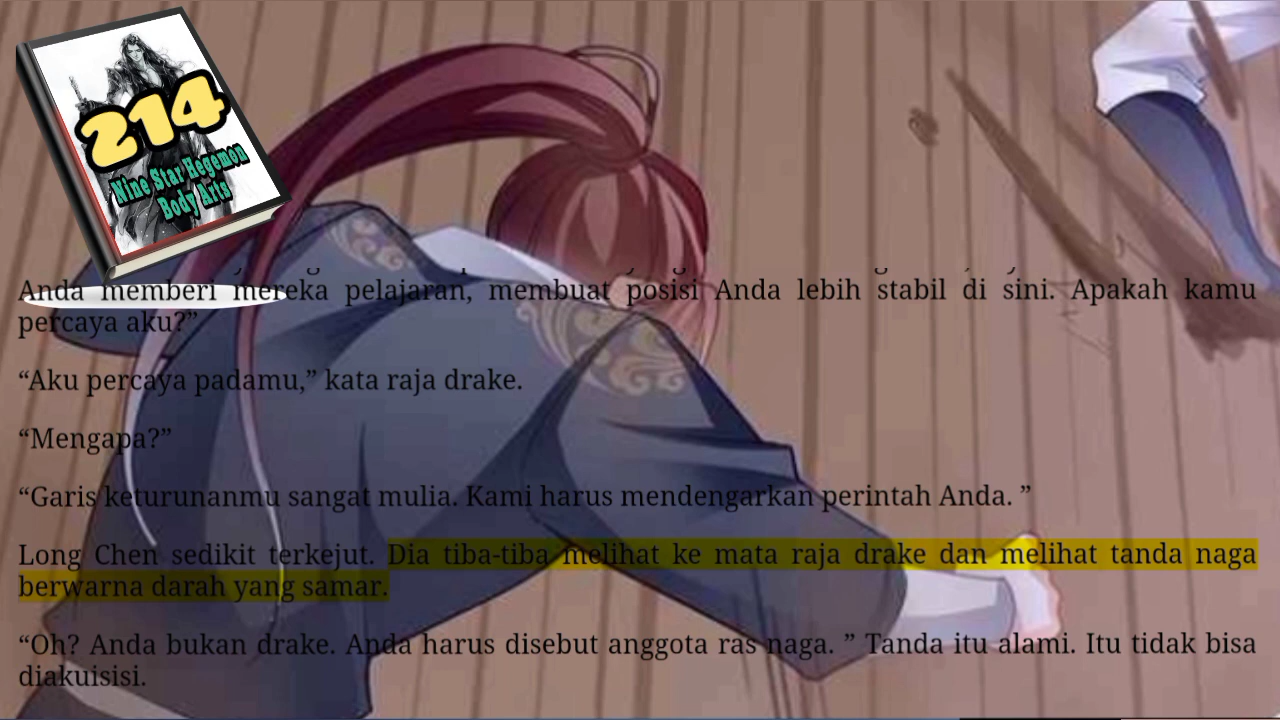 214
Nine Star Hegemon
Body Arts
Anda memberi mereka pelajaran, membuat posisi Anda lebih stabil di sini. Apakah kamu
percaya aku?”
“Aku percaya padamu,” kata raja drake.
“Mengapa?”
“Garis keturunanmu sangat mulia. Kami harus mendengarkan perintah Anda. ”
Long Chen sedikit terkejut. Dia tiba-tiba melihat ke mata raja drake dan melihat tanda naga
berwarna darah yang samar.
“Oh? Anda bukan drake. Anda harus disebut anggota ras naga. ” Tanda itu alami. Itu tidak bisa
diakuisisi.